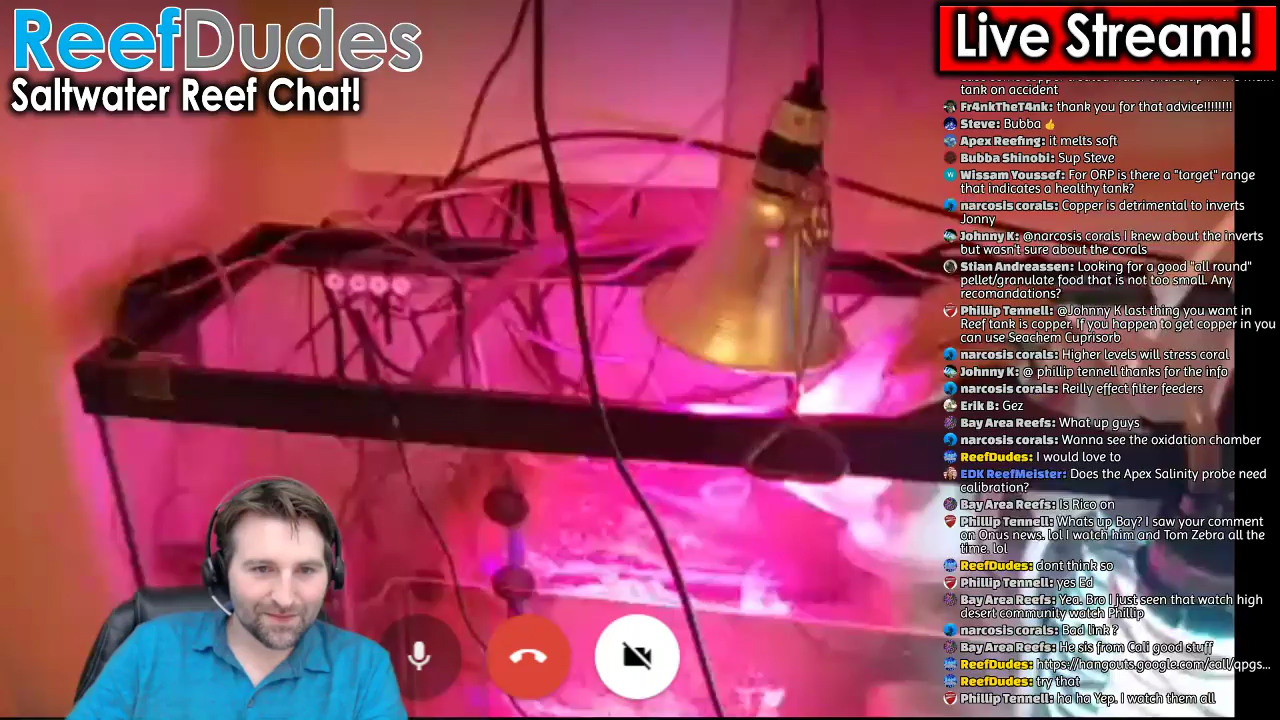 ReefDudes
Saltwater Reef Chat!
Live Stream!
tank on accident
Fr4nkTheT4nk: thank you for that advice!!!!!!!!
Steve: Bubba 👍
Apex Reefing: it melts soft
Bubba Shinobi: Sup Steve
Wissam Youssef: For ORP is there a "target" range
that indicates a healthy tank?
narcosis corals: Copper is detrimental to inverts
Jonny
Johnny K: @narcosis corals I knew about the inverts
but wasn't sure about the corals
Stian Andreassen: Looking for a good "all round"
pellet/granulate food that is not too small. Any
recomandations?
Phillip Tennell: @Johnny K last thing you want in
Reef tank is copper. If you happen to get copper in you
can use Seachem Cuprisorb
narcosis corals: Higher levels will stress coral
Johnny K: @ phillip tennell thanks for the info
narcosis corals: Reilly effect filter feeders
Erik B: Gez
Bay Area Reefs: What up guys
narcosis corals: Wanna see the oxidation chamber
ReefDudes: I would love to
EDK ReefMeister: Does the Apex Salinity probe need
calibration?
Bay Area Reefs: Is Rico on
Phillip Tennell: Whats up Bay? I saw your comment
on Onus news. lol I watch him and Tom Zebra all the
time. lol
ReefDudes: dont think so
Phillip Tennell: yes Ed
Bay Area Reefs: Yea. Bro I just seen that watch high
desert community watch Phillip
narcosis corals: Bad link ?
Bay Area Reefs: He sis from Cali good stuff
ReefDudes: https://hangouts.google.com/call/qpgs...
ReefDudes: try that
Phillip Tennell: ha ha Yep. I watch them all